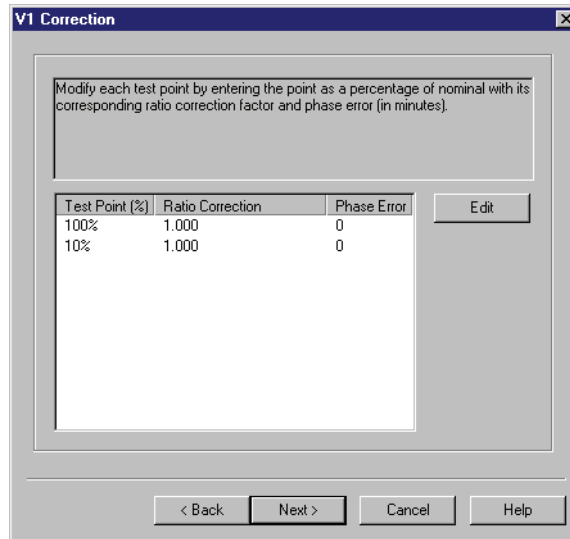 V1 Correction
Modify each test point by entering the point as a percentage of nominal with its
corresponding ratio correction factor and phase error (in minutes).
Test Point (%) Ratio Correction Phase Error Edit
100% 1.000 0
10% 1.000 0
< Back Next > Cancel Help